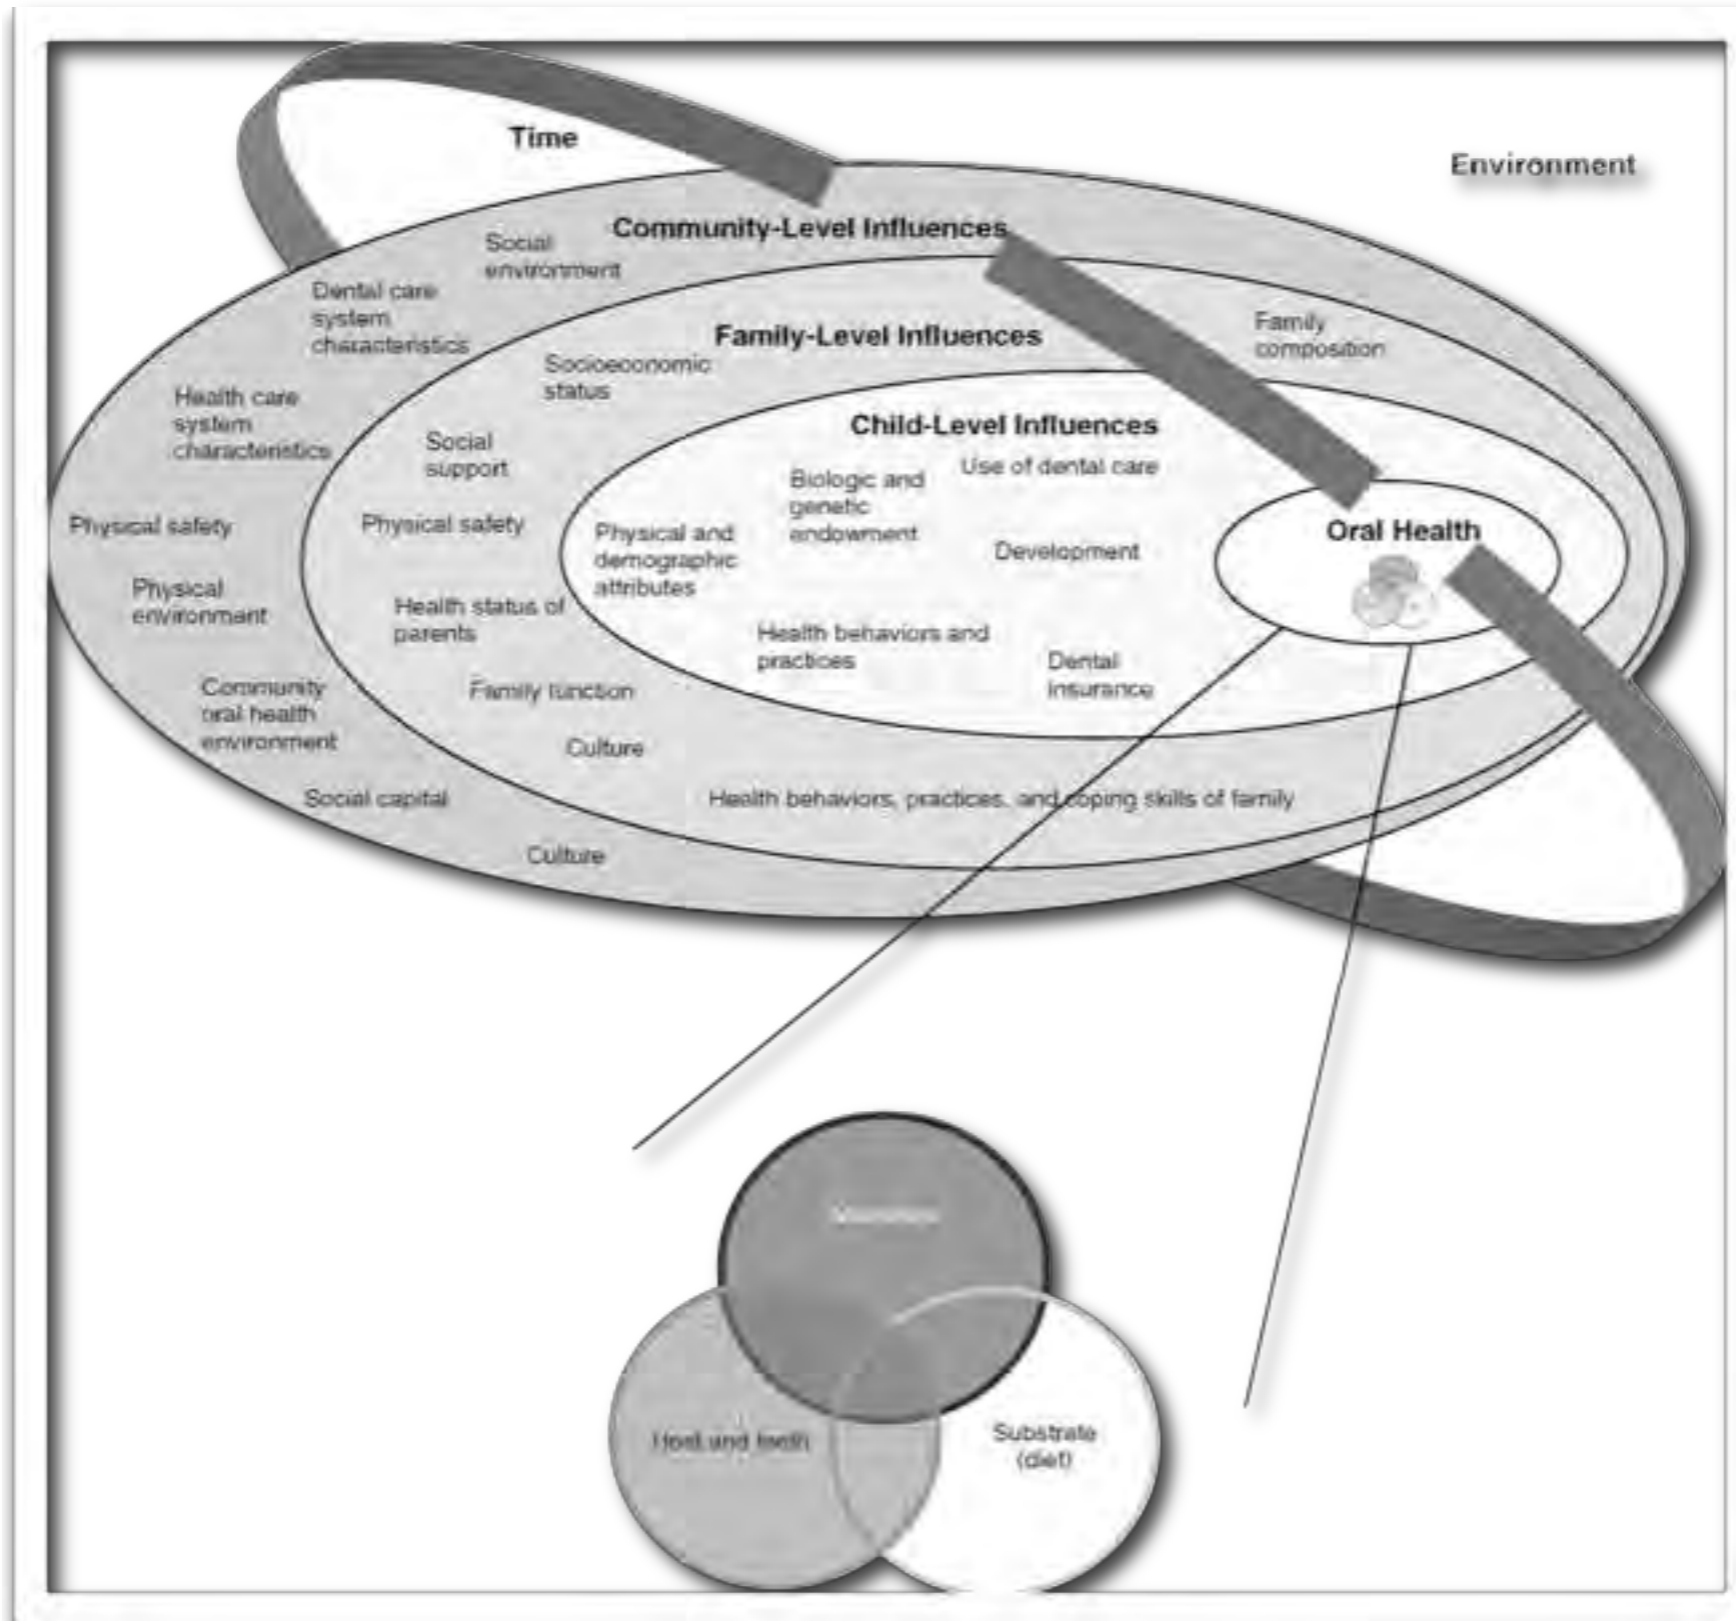 Time
Environment
Community-Level Influences
Social
environment
Dental care
system
characteristics
Health care
system
characteristics
Physical safety
Physical
environment
Community
oral health
environment
Social capital
Culture
Family-Level Influences
Family
composition
Socioeconomic
status
Social
support
Physical safety
Health status of
parents
Family function
Culture
Health behaviors, practices, and coping skills of family
Child-Level Influences
Use of dental care
Biologic and
genetic
endowment
Physical and
demographic
attributes
Development
Health behaviors and
practices
Dental
insurance
Oral Health
Host and teeth
Substrate
(diet)